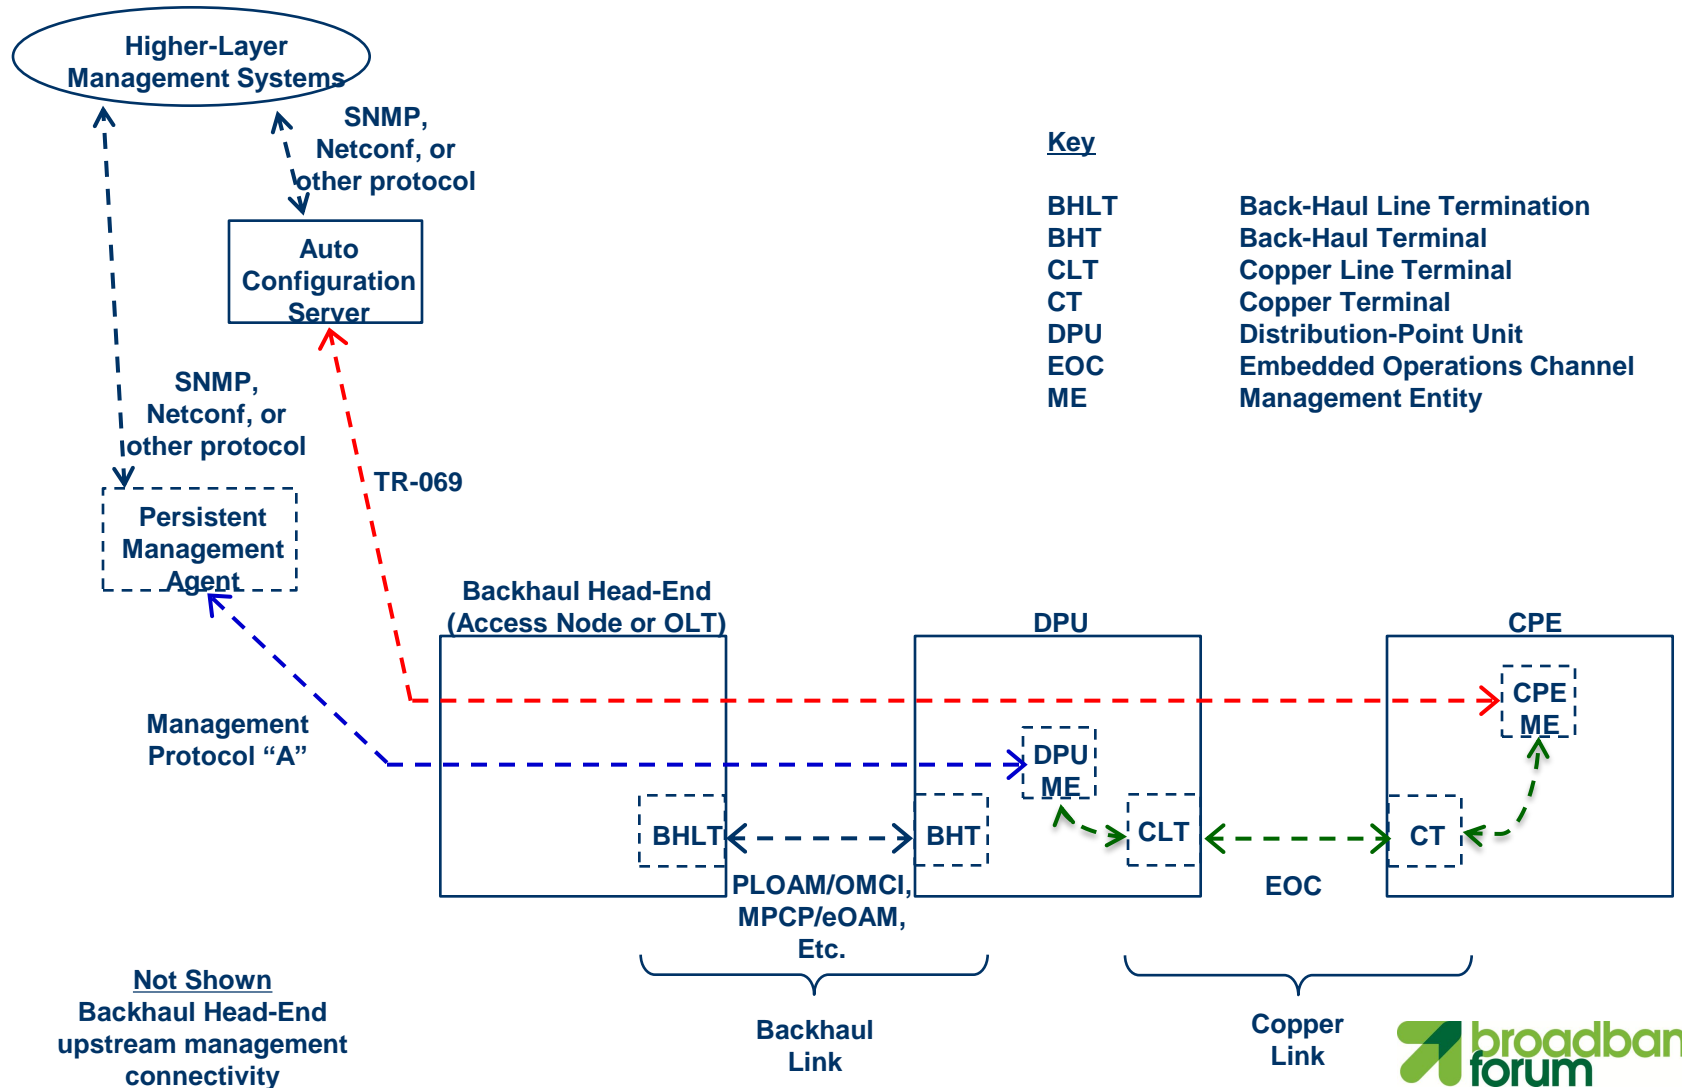 Higher-Layer
Management Systems
SNMP,
Netconf, or
other protocol
Auto
Configuration
Server
SNMP,
Netconf, or
other protocol
TR-069
Persistent
Management
Agent
Management
Protocol “A”
Key
BHLT Back-Haul Line Termination
BHT Back-Haul Terminal
CLT Copper Line Terminal
CT Copper Terminal
DPU Distribution-Point Unit
EOC Embedded Operations Channel
ME Management Entity
Backhaul Head-End
(Access Node or OLT)
DPU
CPE
CPE
ME
DPU
ME
BHLT
BHT
CLT
CT
PLOAM/OMCI,
MPCP/eOAM,
Etc.
EOC
Backhaul
Link
Copper
Link
Not Shown
Backhaul Head-End
upstream management
connectivity
broadban
forum